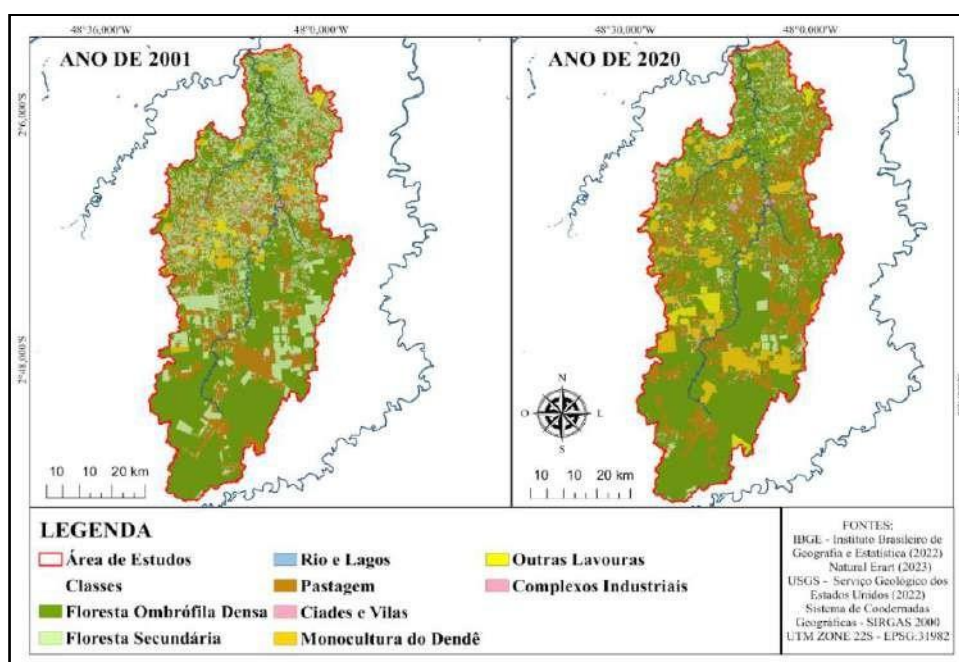 48°36,000"W
48°0,000"W
48°30,000"W
48°0,000"W
ANO DE 2001
ANO DE 2020
2°6,000"S
2°48,000"S
N
O
L
S
10 10 20 km
10 10 20 km
LEGENDA
Área de Estudos
Classes
Floresta Ombrófila Densa
Floresta Secundária
Rio e Lagos
Pastagem
Ciades e Vilas
Monocultura do Dendê
Outras Lavouras
Complexos Industriais
FONTES:
IBGE - Instituto Brasileiro de
Geografia e Estatística (2022)
Natural Erart (2023)
USGS - Serviço Geológico dos
Estados Unidos (2022)
Sistema de Coodernadas
Geográficas - SIRGAS 2000
UTM ZONE 22S - EPSG:31982